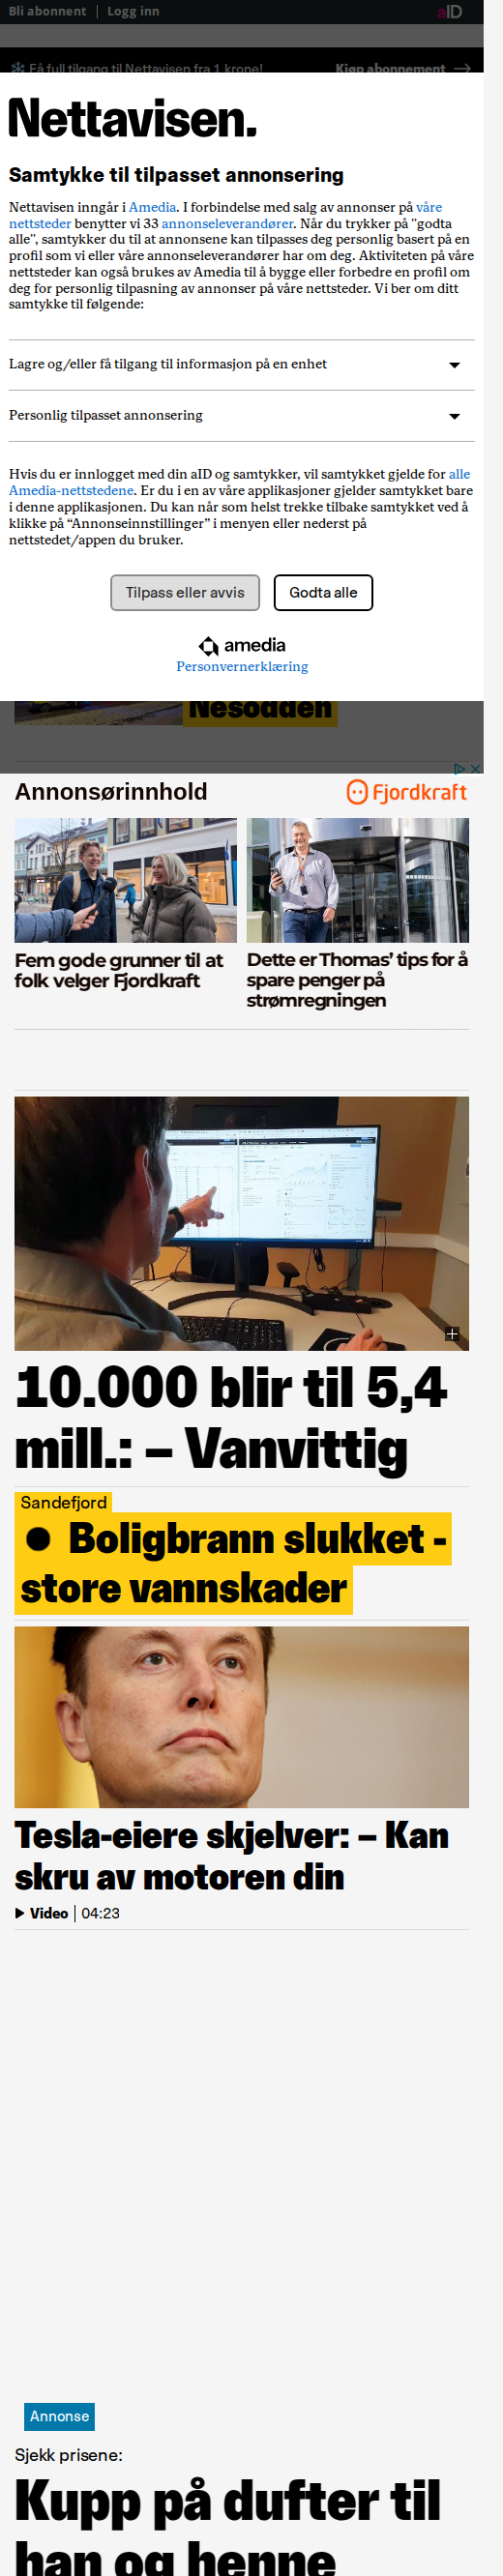 Bli abonnent | Logg inn
aID
Få full tilgang til Nettavisen fra 1 krone!
Kjøp abonnement →
Nettavisen.
Samtykke til tilpasset annonsering
Nettavisen inngår i Amedia. I forbindelse med salg av annonser på våre
nettsteder benytter vi 33 annonseleverandører. Når du trykker på "godta
alle", samtykker du til at annonsene kan tilpasses deg personlig basert på en
profil som vi eller våre annonseleverandører har om deg. Aktiviteten på våre
nettsteder kan også brukes av Amedia til å bygge eller forbedre en profil om
deg for personlig tilpasning av annonser på våre nettsteder. Vi ber om ditt
samtykke til følgende:
Lagre og/eller få tilgang til informasjon på en enhet
Personlig tilpasset annonsering
Hvis du er innlogget med din aID og samtykker, vil samtykket gjelde for alle
Amedia-nettstedene. Er du i en av våre applikasjoner gjelder samtykket bare
i denne applikasjonen. Du kan når som helst trekke tilbake samtykket ved å
klikke på “Annonseinnstillinger” i menyen eller nederst på
nettstedet/appen du bruker.
Tilpass eller avvis
Godta alle
amedia
Personvernerklæring
Nesodden
Annonsørinnhold
Fjordkraft
Fem gode grunner til at
folk velger Fjordkraft
Dette er Thomas’ tips for å
spare penger på
strømregningen
10.000 blir til 5,4
mill.: – Vanvittig
Sandefjord
● Boligbrann slukket -
store vannskader
Tesla-eiere skjelver: – Kan
skru av motoren din
Video | 04:23
Annonse
Sjekk prisene:
Kupp på dufter til
han og henne